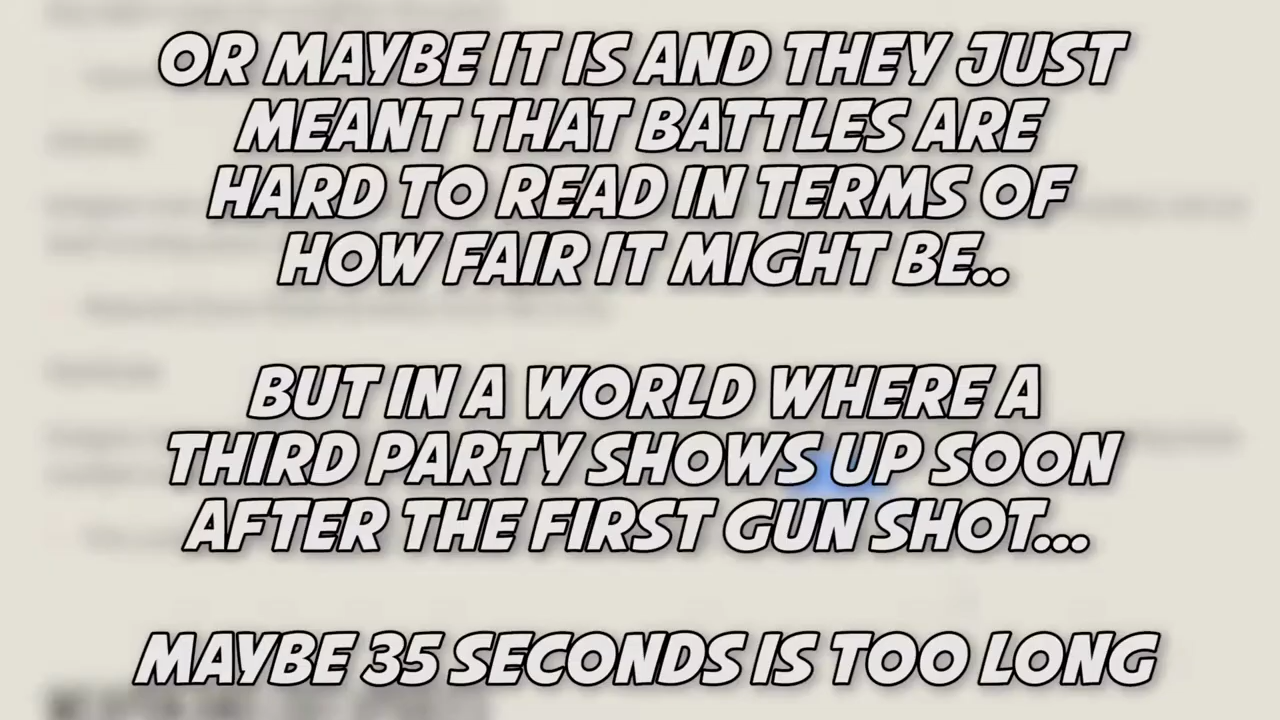 OR MAYBE IT IS AND THEY JUST
MEANT THAT BATTLES ARE
HARD TO READ IN TERMS OF
HOW FAIR IT MIGHT BE..
BUT IN A WORLD WHERE A
THIRD PARTY SHOWS UP SOON
AFTER THE FIRST GUN SHOT...
MAYBE 35 SECONDS IS TOO LONG